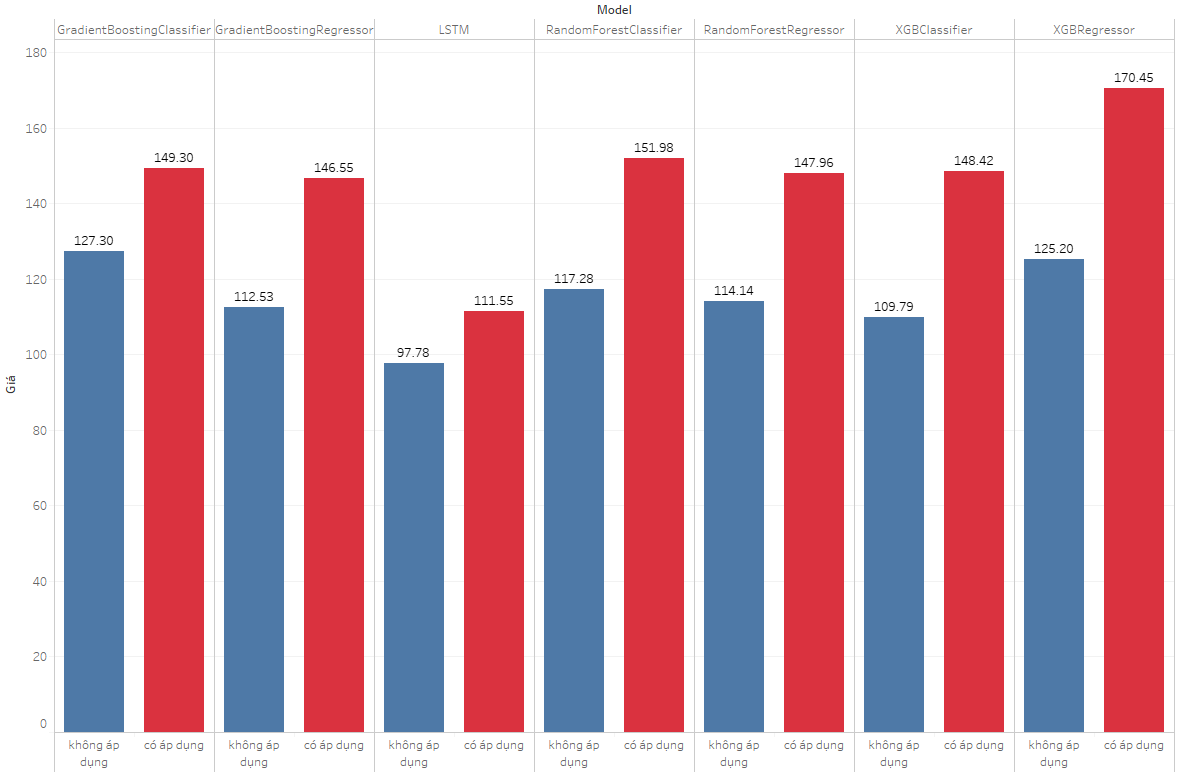 Model
GradientBoostingClassifier GradientBoostingRegressor LSTM RandomForestClassifier RandomForestRegressor XGBClassifier XGBRegressor
180
170.45
160
149.30 146.55 151.98 147.96 148.42
140
127.30 125.20
120
112.53 111.55 117.28 114.14 109.79
100
97.78
Giá
80
60
40
20
0
không áp dụng có áp dụng không áp dụng có áp dụng không áp dụng có áp dụng không áp dụng có áp dụng không áp dụng có áp dụng không áp dụng có áp dụng không áp dụng có áp dụng